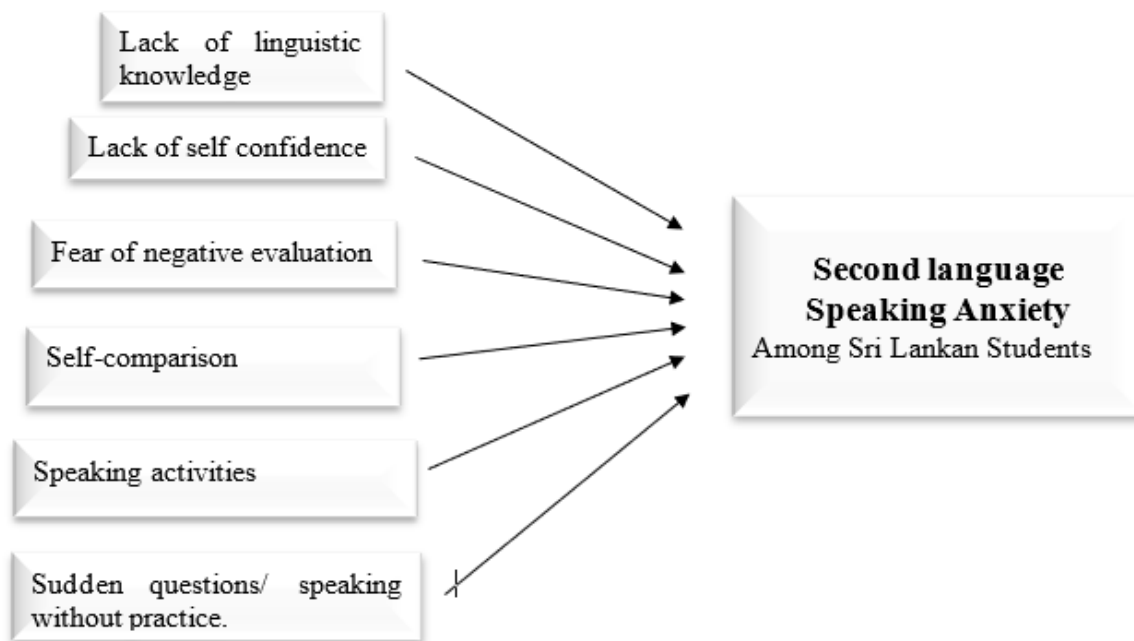 Lack of linguistic
knowledge
Lack of self confidence
Fear of negative evaluation
Self-comparison
Speaking activities
Sudden questions/ speaking
without practice.
Second language
Speaking Anxiety
Among Sri Lankan Students